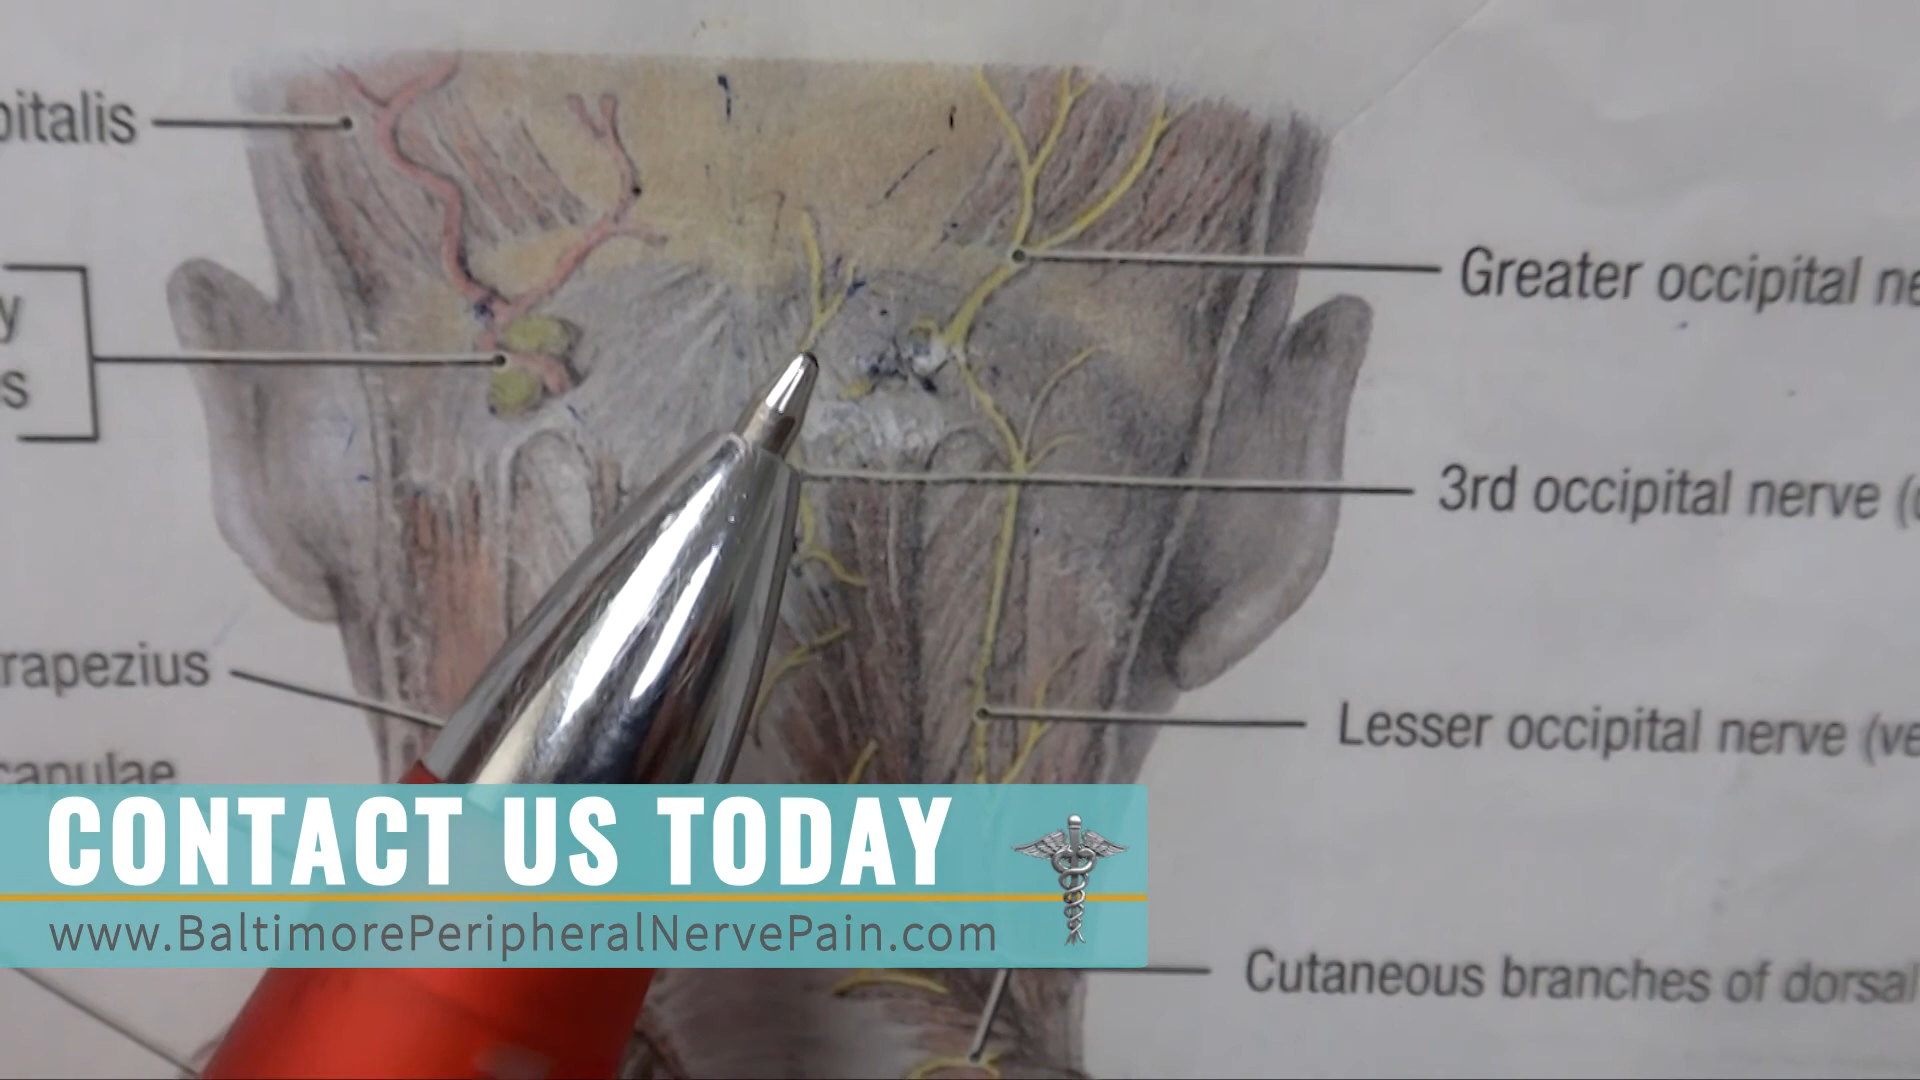 pitalis
Greater occipital ne
y
s
3rd occipital nerve (
rapezius
Lesser occipital nerve (ve
capulae
CONTACT US TODAY
www.BaltimorePeripheralNervePain.com
Cutaneous branches of dorsal